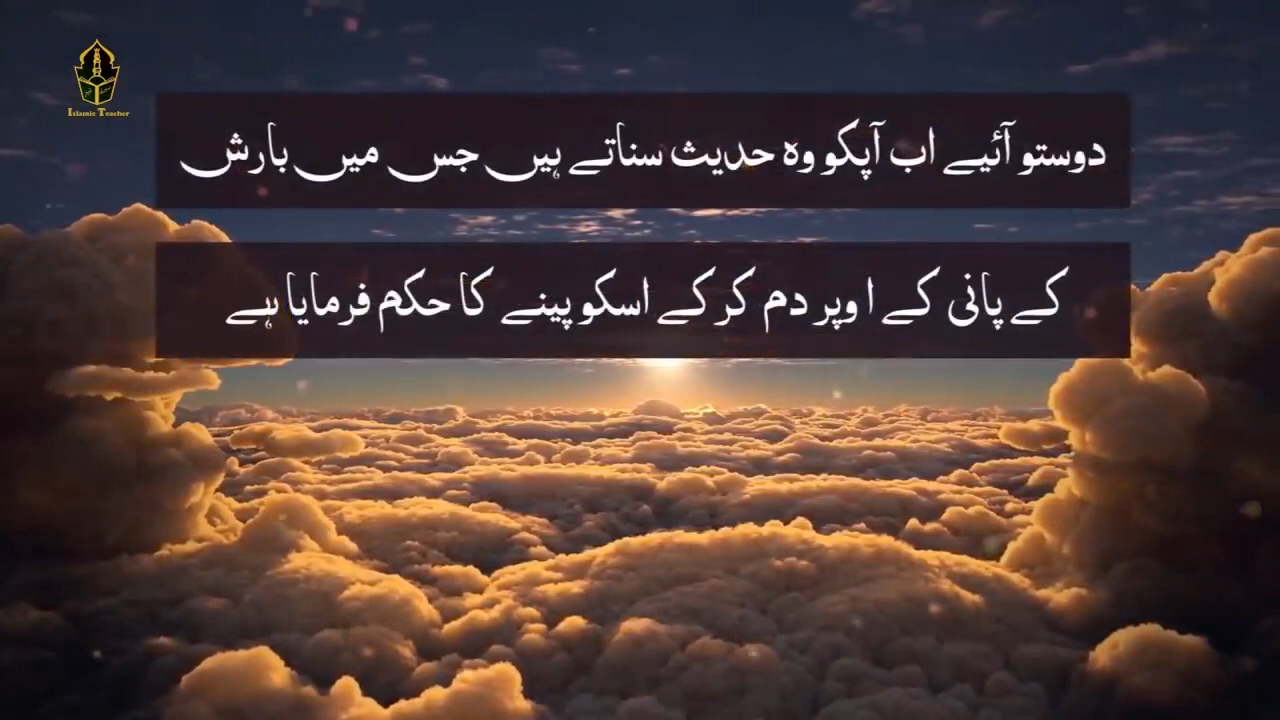 Islamic Teacher
دوستو آئیے اب آپکو وہ حدیث سناتے ہیں جس میں بارش
کے پانی کے اوپر دم کر کے اسکو پینے کا حکم فرمایا ہے